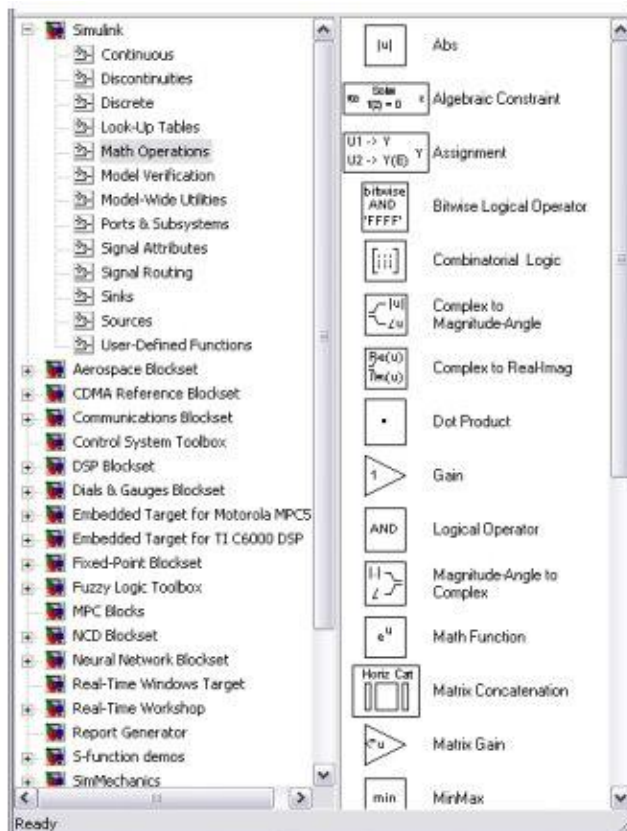 Simulink
Continuous
Discontinuities
Discrete
Look-Up Tables
Math Operations
Model Verification
Model-Wide Utilities
Ports & Subsystems
Signal Attributes
Signal Routing
Sinks
Sources
User-Defined Functions
Aerospace Blockset
CDMA Reference Blockset
Communications Blockset
Control System Toolbox
DSP Blockset
Dials & Gauges Blockset
Embedded Target for Motorola MPC5
Embedded Target for TI C6000 DSP
Fixed-Point Blockset
Fuzzy Logic Toolbox
MPC Blocks
NCD Blockset
Neural Network Blockset
Real-Time Windows Target
Real-Time Workshop
Report Generator
S-function demos
SimMechanics
Ready
|u|
Abs
Solve
f(z) = 0
z
Algebraic Constraint
U1 -> Y
U2 -> Y(E)
Y
Assignment
bitwise
AND
'FFFF'
Bitwise Logical Operator
Combinatorial Logic
|u|
∠u
Complex to
Magnitude-Angle
Re(u)
Im(u)
Complex to Real-Imag
Dot Product
1
Gain
AND
Logical Operator
Magnitude-Angle to
Complex
e^u
Math Function
Horiz Cat
Matrix Concatenation
Matrix Gain
min
MinMax